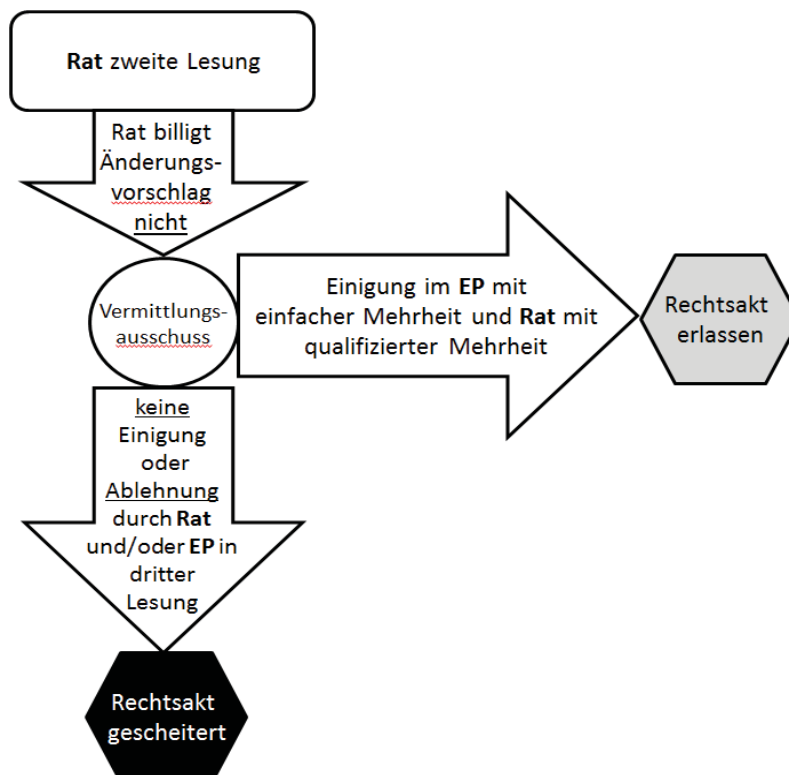 Rat zweite Lesung
Rat billigt
Änderungs-
vorschlag
nicht
Vermittlungs-
ausschuss
Einigung im EP mit
einfacher Mehrheit und Rat mit
qualifizierter Mehrheit
Rechtsakt
erlassen
keine
Einigung
oder
Ablehnung
durch Rat
und/oder EP in
dritter
Lesung
Rechtsakt
gescheitert